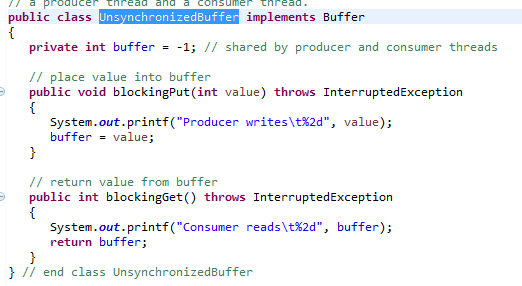 // a producer thread and a consumer thread.
public class UnsynchronizedBuffer implements Buffer
{
private int buffer = -1; // shared by producer and consumer threads
// place value into buffer
public void blockingPut(int value) throws InterruptedException
{
System.out.printf("Producer writes\t%2d", value);
buffer = value;
}
// return value from buffer
public int blockingGet() throws InterruptedException
{
System.out.printf("Consumer reads\t%2d", buffer);
return buffer;
}
} // end class UnsynchronizedBuffer